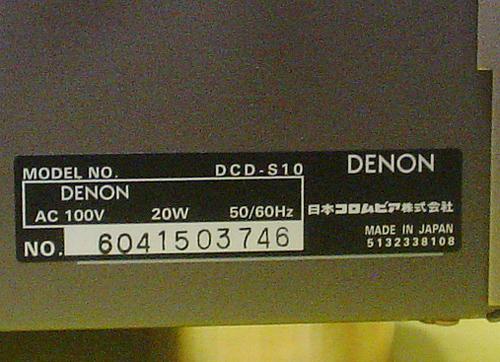 MODEL NO. DCD-S10
DENON
AC 100V 20W 50/60Hz
NO. 6041503746
DENON
日本コロムビア株式会社
MADE IN JAPAN
5132338108